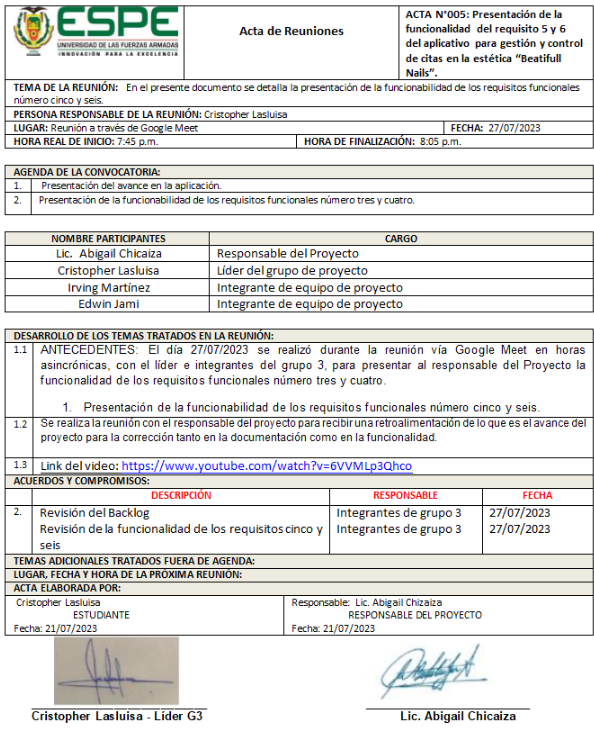 ESPE
UNIVERSIDAD DE LAS FUERZAS ARMADAS
INNOVACIÓN PARA LA EXCELENCIA
Acta de Reuniones
ACTA N°005: Presentación de la
funcionalidad del requisito 5 y 6
del aplicativo para gestión y control
de citas en la estética “Beatifull
Nails”.
TEMA DE LA REUNIÓN: En el presente documento se detalla la presentación de la funcionabilidad de los requisitos funcionales
número cinco y seis.
PERSONA RESPONSABLE DE LA REUNIÓN: Cristopher Lasluisa
LUGAR: Reunión a través de Google Meet
FECHA: 27/07/2023
HORA REAL DE INICIO: 7:45 p.m.
HORA DE FINALIZACIÓN: 8:05 p.m.
AGENDA DE LA CONVOCATORIA:
1. Presentación del avance en la aplicación.
2. Presentación de la funcionabilidad de los requisitos funcionales número tres y cuatro.
NOMBRE PARTICIPANTES CARGO
Lic. Abigail Chicaiza Responsable del Proyecto
Cristopher Lasluisa Líder del grupo de proyecto
Irving Martínez Integrante de equipo de proyecto
Edwin Jami Integrante de equipo de proyecto
DESARROLLO DE LOS TEMAS TRATADOS EN LA REUNIÓN:
1.1 ANTECEDENTES: El día 27/07/2023 se realizó durante la reunión vía Google Meet en horas
asincrónicas, con el líder e integrantes del grupo 3, para presentar al responsable del Proyecto la
funcionalidad de los requisitos funcionales número tres y cuatro.
1. Presentación de la funcionabilidad de los requisitos funcionales número cinco y seis.
1.2 Se realiza la reunión con el responsable del proyecto para recibir una retroalimentación de lo que es el avance del
proyecto para la corrección tanto en la documentación como en la funcionalidad.
1.3 Link del video: https://www.youtube.com/watch?v=6VVMLp3Qhco
ACUERDOS Y COMPROMISOS:
DESCRIPCIÓN RESPONSABLE FECHA
2. Revisión del Backlog Integrantes de grupo 3 27/07/2023
Revisión de la funcionalidad de los requisitos cinco y Integrantes de grupo 3 27/07/2023
seis
TEMAS ADICIONALES TRATADOS FUERA DE AGENDA:
LUGAR, FECHA Y HORA DE LA PRÓXIMA REUNIÓN:
ACTA ELABORADA POR:
Cristopher Lasluisa
ESTUDIANTE
Fecha: 21/07/2023
Responsable: Lic. Abigail Chizaiza
RESPONSABLE DEL PROYECTO
Fecha: 21/07/2023
Cristopher Lasluisa - Líder G3
Lic. Abigail Chicaiza